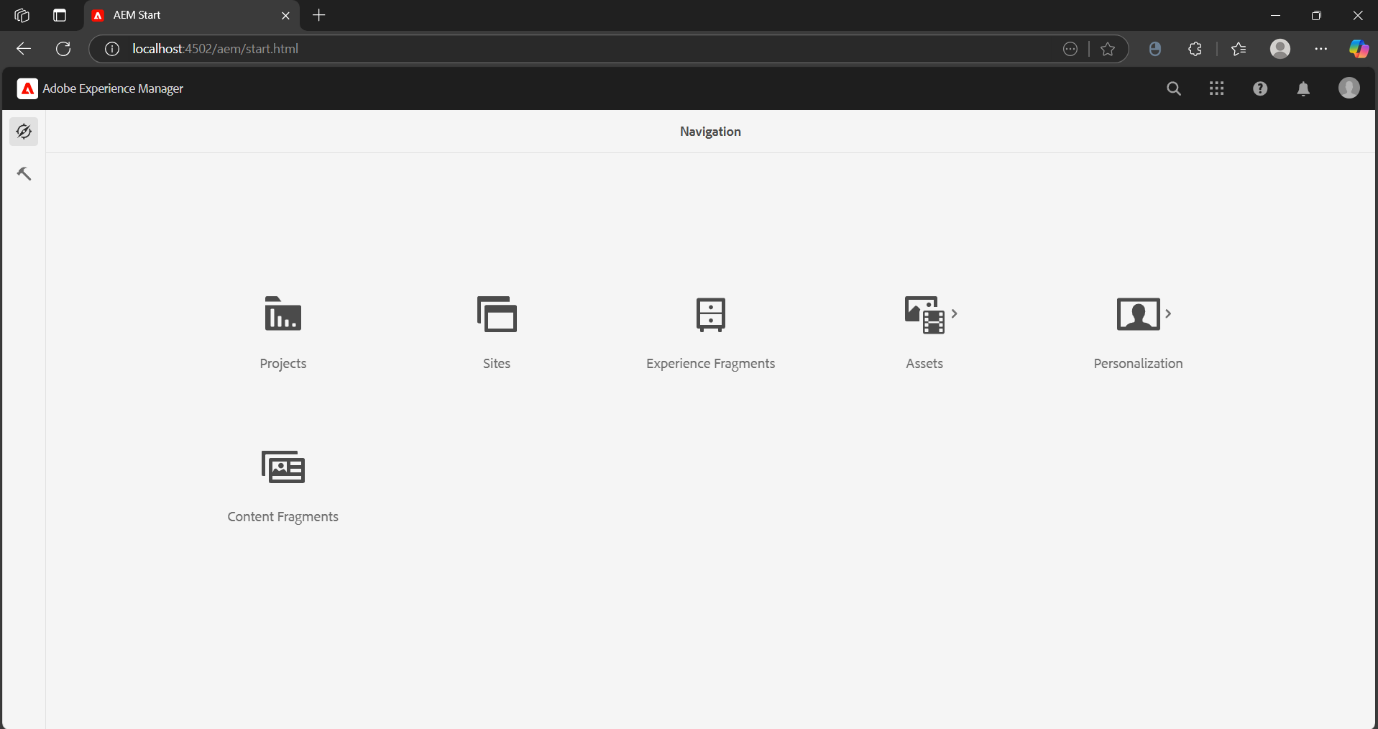 AEM Start
localhost:4502/aem/start.html
Adobe Experience Manager
Navigation
Projects
Sites
Experience Fragments
Assets
Personalization
Content Fragments